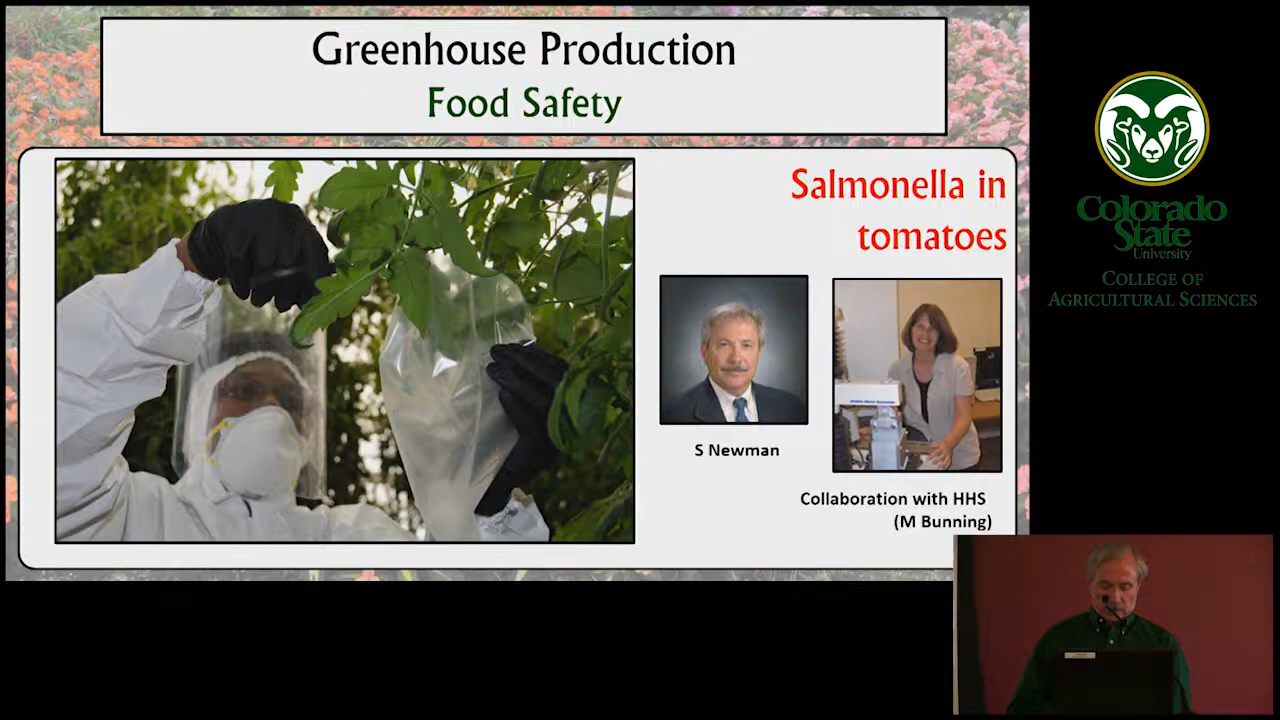 Greenhouse Production
Food Safety
Salmonella in
tomatoes
S Newman
Collaboration with HHS
(M Bunning)
Colorado
State
University
COLLEGE OF
AGRICULTURAL SCIENCES